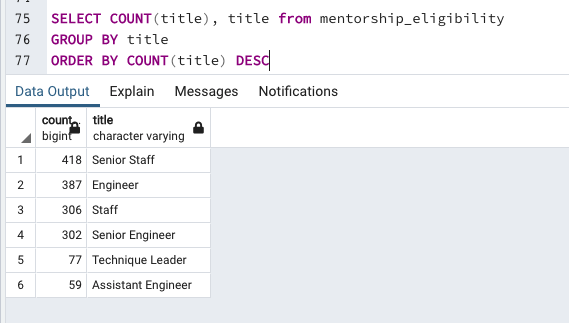 75 SELECT COUNT(title), title from mentorship_eligibility
76 GROUP BY title
77 ORDER BY COUNT(title) DESC
Data Output Explain Messages Notifications
count title
bigint character varying
1 418 Senior Staff
2 387 Engineer
3 306 Staff
4 302 Senior Engineer
5 77 Technique Leader
6 59 Assistant Engineer